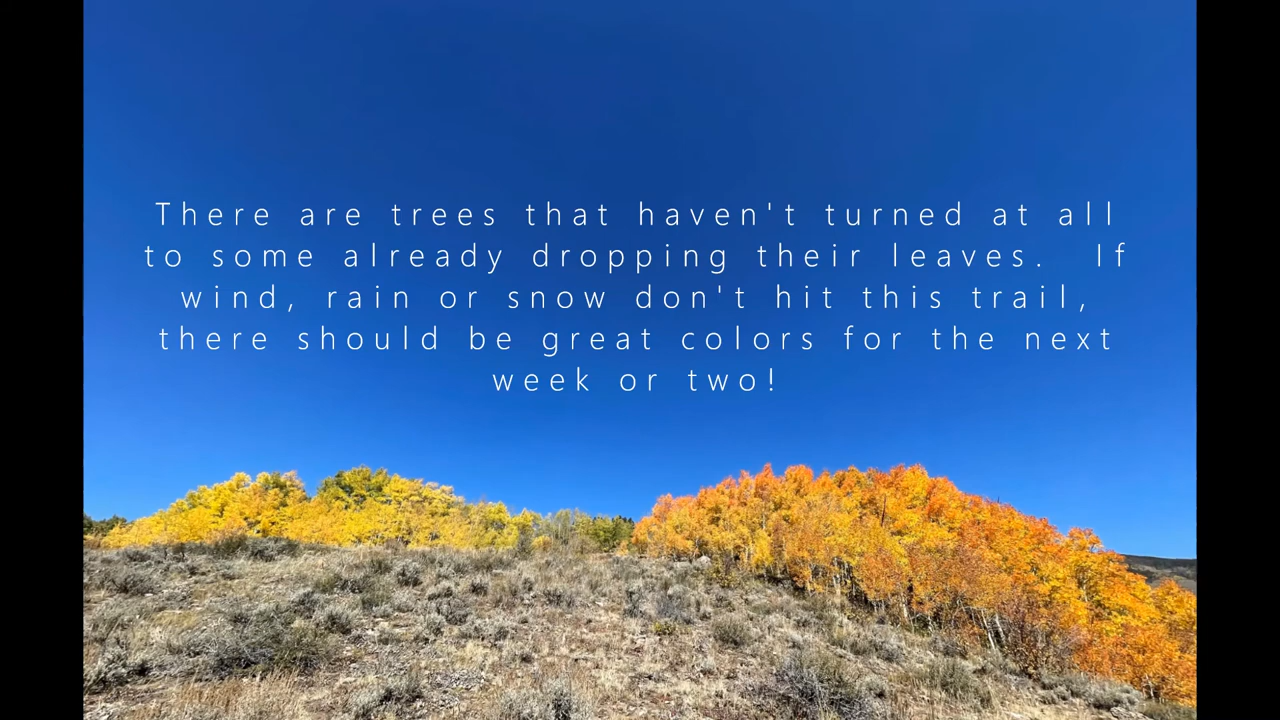 There are trees that haven't turned at all
to some already dropping their leaves.  If
wind, rain or snow don't hit this trail,
there should be great colors for the next
week or two!